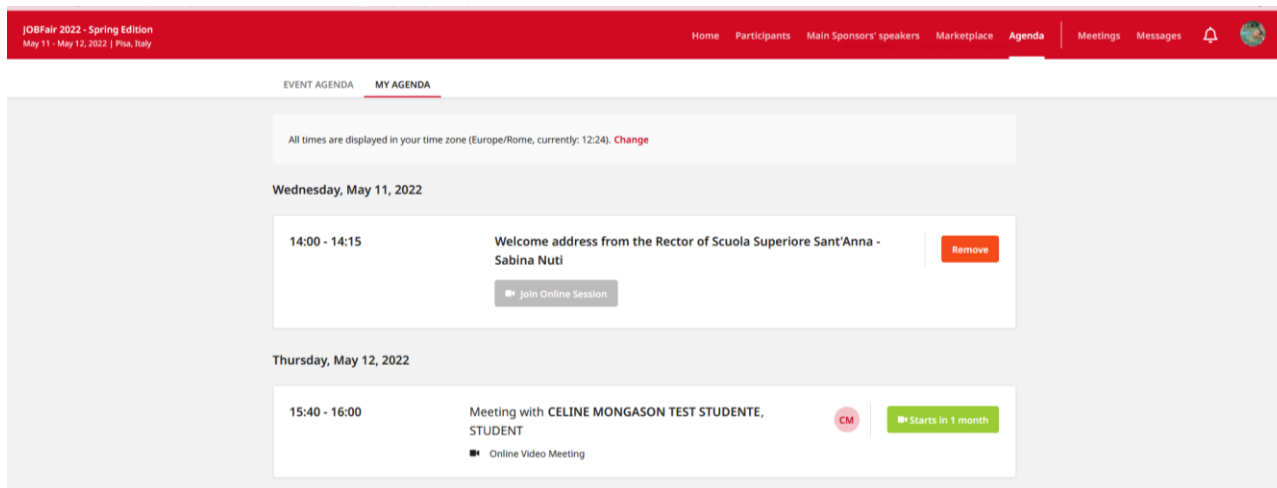 JOBFair 2022 - Spring Edition
May 11 - May 12, 2022 | Pisa, Italy
Home Participants Main Sponsors' speakers Marketplace Agenda Meetings Messages
EVENT AGENDA MY AGENDA
All times are displayed in your time zone (Europe/Rome, currently: 12:24). Change
Wednesday, May 11, 2022
14:00 - 14:15
Welcome address from the Rector of Scuola Superiore Sant'Anna -
Sabina Nuti
Remove
Join Online Session
Thursday, May 12, 2022
15:40 - 16:00
Meeting with CELINE MONGASON TEST STUDENTE,
STUDENT
CM
Starts in 1 month
Online Video Meeting